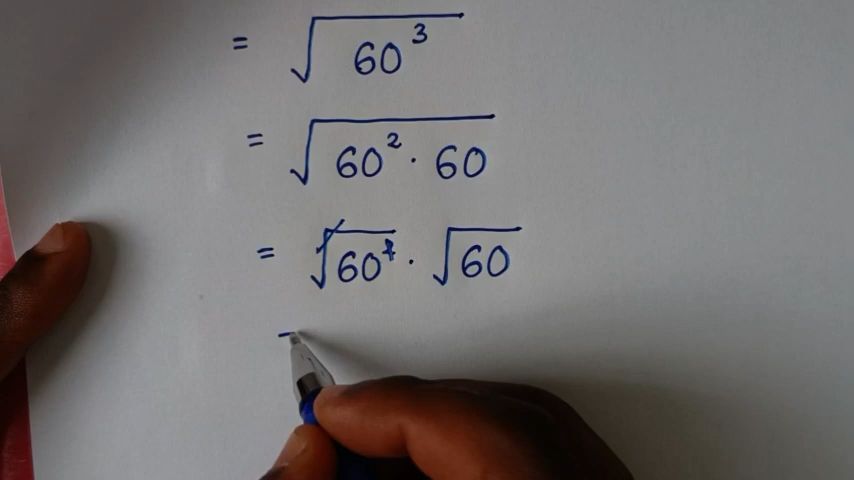 = √60³
= √60² · 60
= √60² · √60